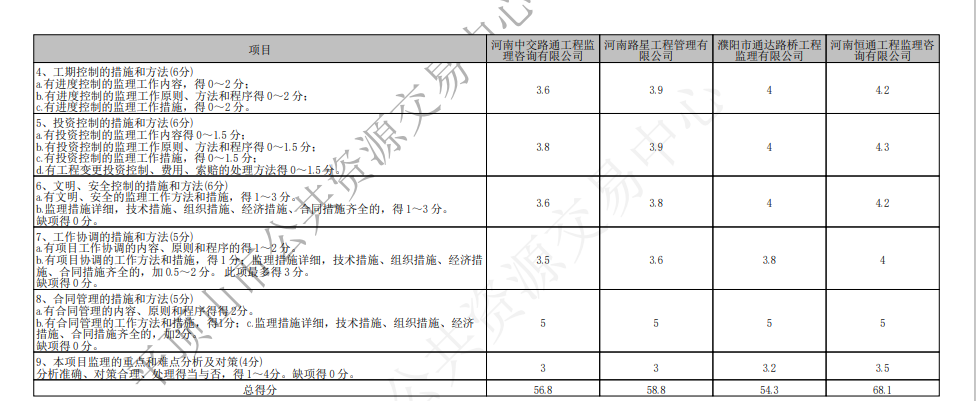 项目 河南中交路通工程监理咨询有限公司 河南路星工程管理有限公司 濮阳市通达路桥工程监理有限公司 河南恒通工程监理咨询有限公司
4、工期控制的措施和方法(6分)
a.有进度控制的监理工作内容，得0～2分；
b.有进度控制的监理工作原则、方法和程序得0～2分；
c.有进度控制的监理工作措施，得0～2分。
3.6 3.9 4 4.2
5、投资控制的措施和方法(6分)
a.有投资控制的监理工作内容得0～1.5分；
b.有投资控制的监理工作原则、方法和程序得0～1.5分；
c.有投资控制的监理工作措施，得0～1.5分；
d.有工程变更投资控制、费用、索赔的处理方法得0～1.5分。)
3.8 3.9 4 4.3
6、文明、安全控制的措施和方法(6分)
a.有文明、安全的监理工作方法和措施，得1～3分。
b.监理措施详细，技术措施、组织措施、经济措施、合同措施齐全的，得1～3分。
缺项得0分。
3.6 3.8 4 4.2
7、工作协调的措施和方法(5分)
a.有项目工作协调的内容、原则和程序的得1～2分。
b.有项目协调的工作方法和措施，得1分；监理措施详细，技术措施、组织措施、经济措
施、合同措施齐全的，加0.5～2分。 此项最多得3分。
缺项得0分。
3.5 3.6 3.8 4
8、合同管理的措施和方法(5分)
a.有合同管理的内容、原则和程序得得2分。
b.有合同管理的工作方法和措施，得1分；c.监理措施详细，技术措施、组织措施、经济
措施、合同措施齐全的，加2分。
缺项得0分。
5 5 5 5
9、本项目监理的重点和难点分析及对策(4分)
分析准确、对策合理，处理得当与否，得1～4分。缺项得0分。
3 3 3.2 3.5
总得分 56.8 58.8 54.3 68.1
平顶山市公共资源交易中心
公共资源交易中心